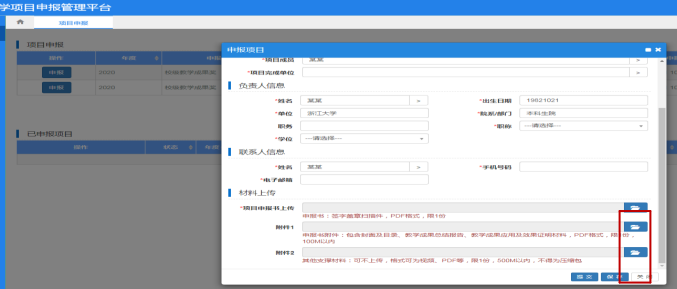 学项目申报管理平台
项目申报
项目申报
操作 年度 申报
申报 2020 校级教学成果奖
申报 2020 校级教学成果奖
已申报项目
操作 状态 年度
申报项目
*项目成员 某某
*项目完成单位
负责人信息
*姓名 某某 *出生日期 19821021
*单位 浙江大学 *院系/部门 本科生院
职务 *职称 ---请选择---
*学位 ---请选择---
联系人信息
*姓名 某某 *手机号码
*电子邮箱
材料上传
*项目申报书上传
申报书：签字盖章扫描件，PDF格式，限1份
附件1
申报书附件：包含封面及目录、教学成果总结报告、教学成果应用及效果证明材料，PDF格式，限1份，
100M以内
附件2
其他支撑材料：可不上传，格式可为视频、PDF等，限1份，500M以内，不得为压缩包
提 交 保 存 关 闭